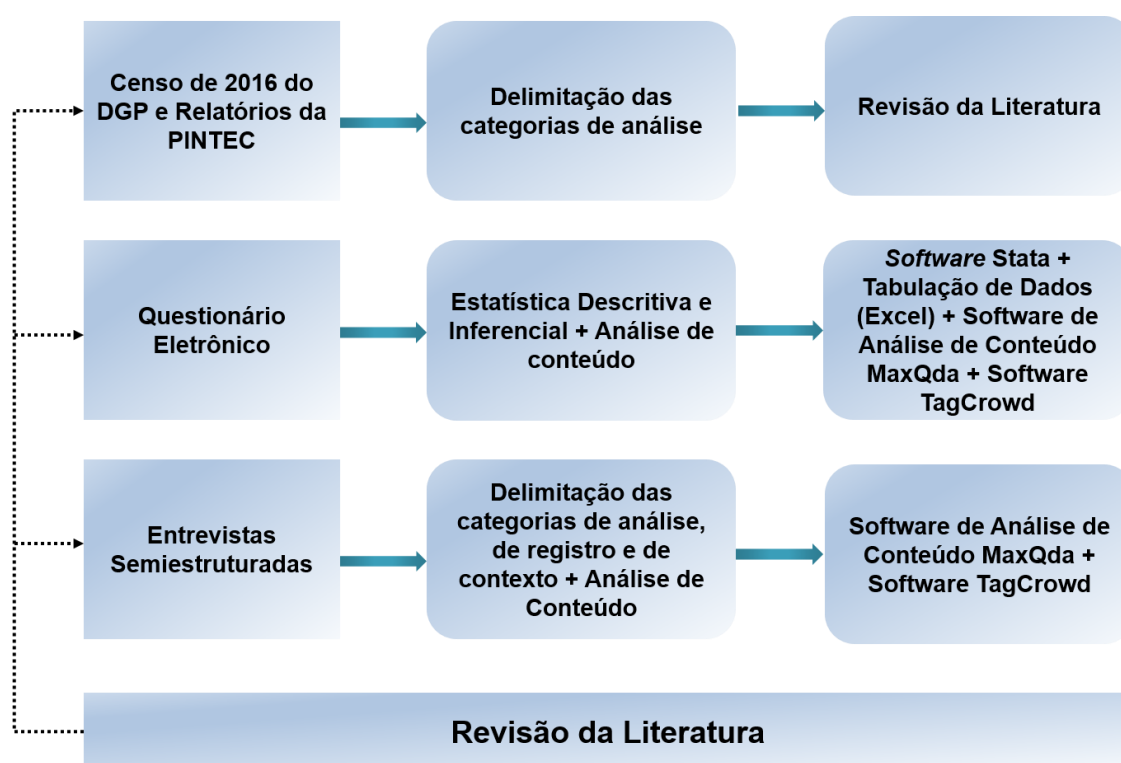 Censo de 2016 do
DGP e Relatórios da
PINTEC
Delimitação das
categorias de análise
Revisão da Literatura
Questionário
Eletrônico
Estatística Descritiva e
Inferencial + Análise de
conteúdo
Software Stata +
Tabulação de Dados
(Excel) + Software de
Análise de Conteúdo
MaxQda + Software
TagCrowd
Entrevistas
Semiestruturadas
Delimitação das
categorias de análise,
de registro e de
contexto + Análise de
Conteúdo
Software de Análise de
Conteúdo MaxQda +
Software TagCrowd
Revisão da Literatura